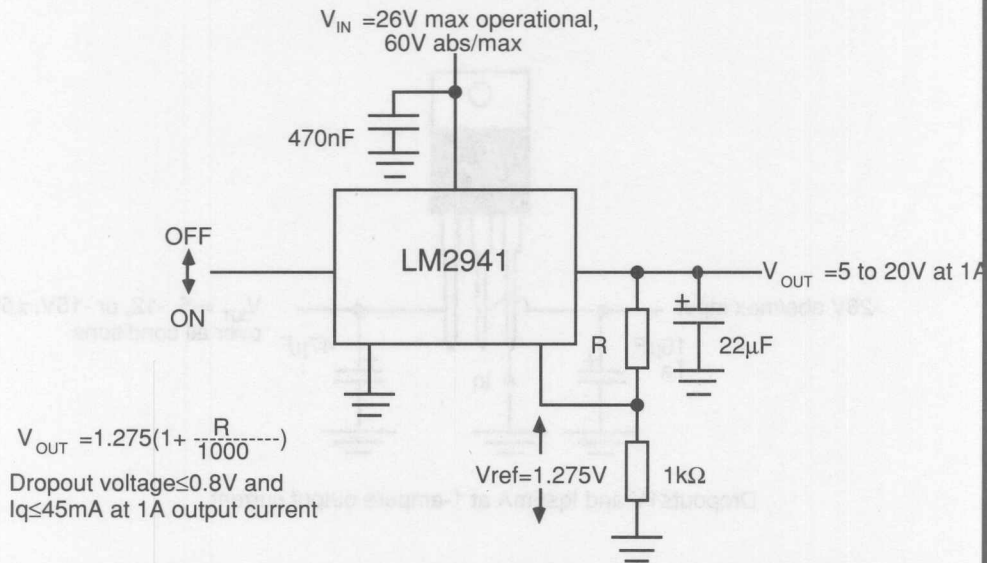 V_IN =26V max operational,
60V abs/max
470nF
OFF
LM2941
V_OUT =5 to 20V at 1A
ON
+
R
22μF
V_OUT =1.275(1+ R/1000 ----)
Vref=1.275V
1kΩ
Dropout voltage≤0.8V and
Iq≤45mA at 1A output current